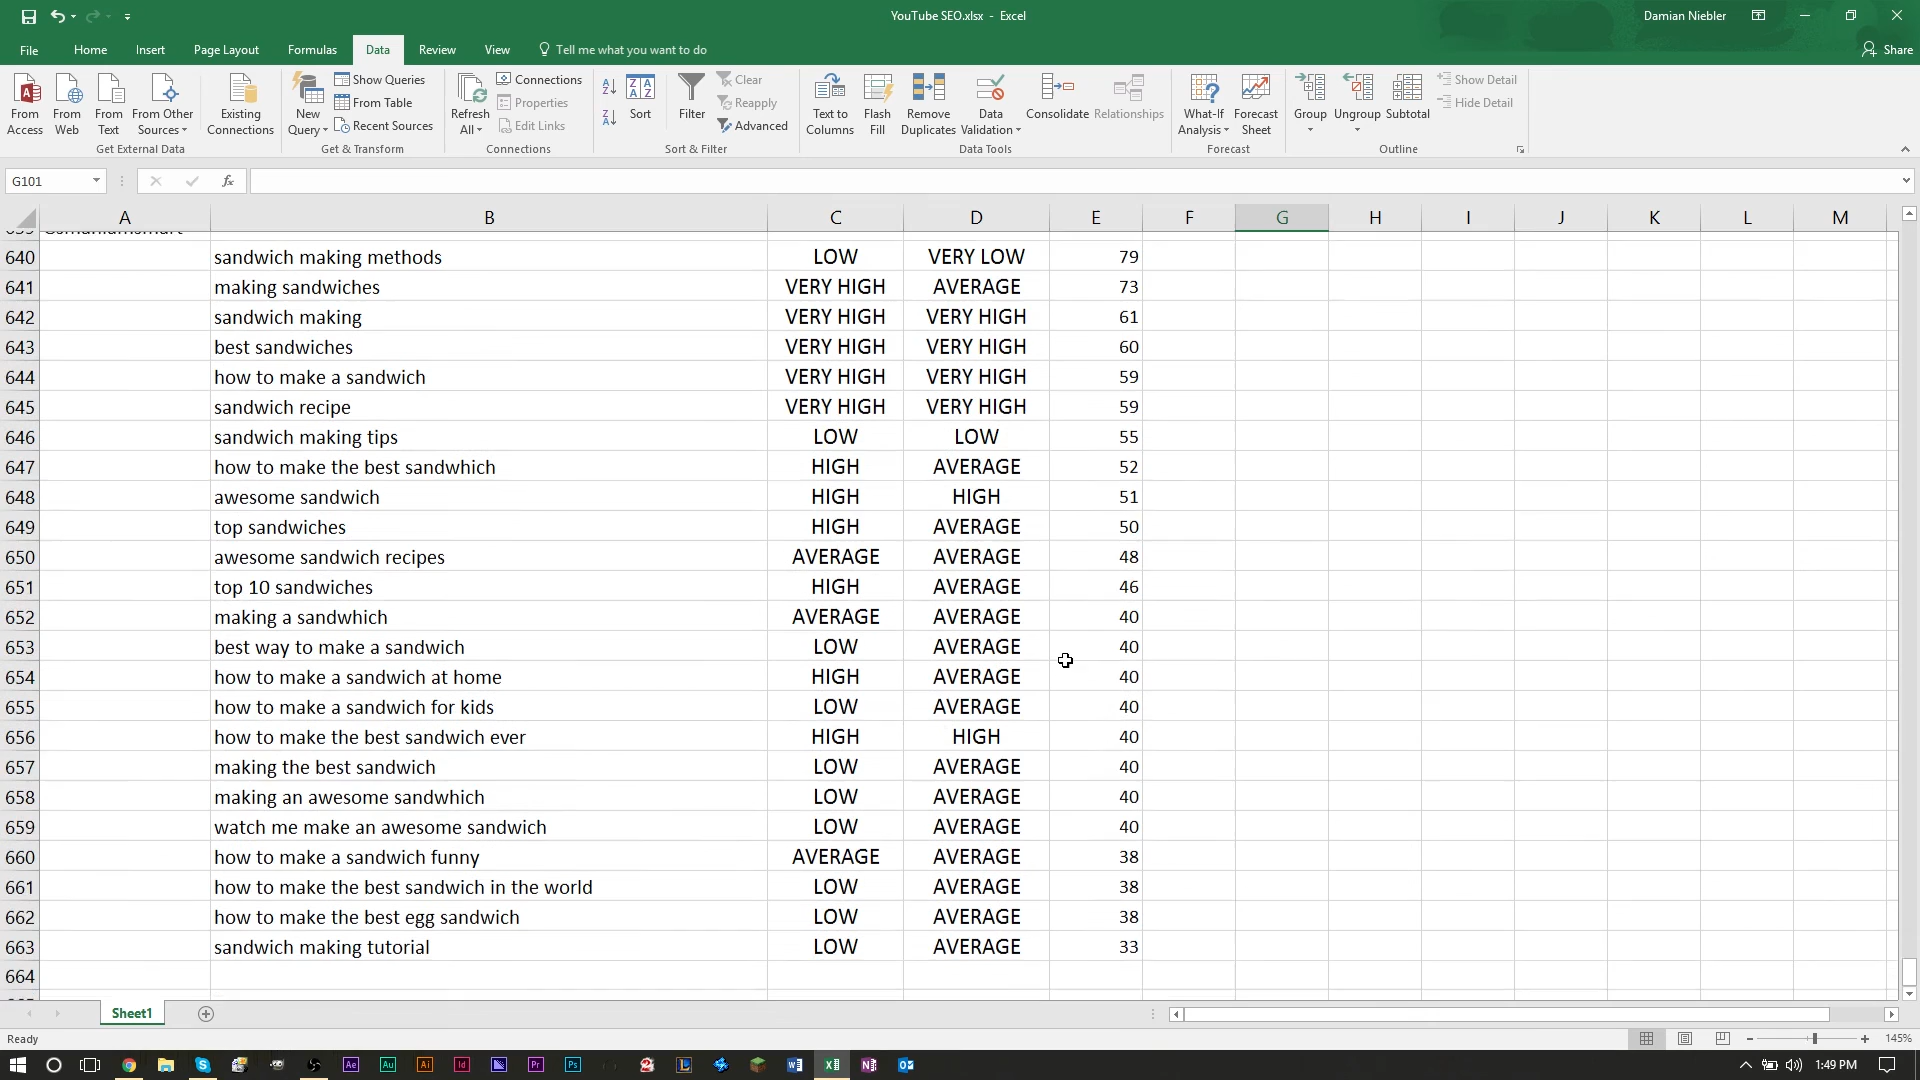 YouTube SEO.xlsx - Excel
Damian Niebler
File Home Insert Page Layout Formulas Data Review View Tell me what you want to do Share
From Access
From Web
From Text
From Other Sources
Existing Connections
Get External Data
New Query
Show Queries
From Table
Recent Sources
Get & Transform
Refresh All
Connections
Properties
Edit Links
Connections
Sort
Filter
Clear
Reapply
Advanced
Sort & Filter
Text to Columns
Flash Fill
Remove Duplicates
Data Validation
Consolidate
Relationships
Data Tools
What-If Analysis
Forecast Sheet
Forecast
Group
Ungroup
Subtotal
Show Detail
Hide Detail
Outline
G101 fx
A B C D E F G H I J K L M
640 sandwich making methods LOW VERY LOW 79
641 making sandwiches VERY HIGH AVERAGE 73
642 sandwich making VERY HIGH VERY HIGH 61
643 best sandwiches VERY HIGH VERY HIGH 60
644 how to make a sandwich VERY HIGH VERY HIGH 59
645 sandwich recipe VERY HIGH VERY HIGH 59
646 sandwich making tips LOW LOW 55
647 how to make the best sandwhich HIGH AVERAGE 52
648 awesome sandwich HIGH HIGH 51
649 top sandwiches HIGH AVERAGE 50
650 awesome sandwich recipes AVERAGE AVERAGE 48
651 top 10 sandwiches HIGH AVERAGE 46
652 making a sandwhich AVERAGE AVERAGE 40
653 best way to make a sandwich LOW AVERAGE 40
654 how to make a sandwich at home HIGH AVERAGE 40
655 how to make a sandwich for kids LOW AVERAGE 40
656 how to make the best sandwich ever HIGH HIGH 40
657 making the best sandwich LOW AVERAGE 40
658 making an awesome sandwhich LOW AVERAGE 40
659 watch me make an awesome sandwich LOW AVERAGE 40
660 how to make a sandwich funny AVERAGE AVERAGE 38
661 how to make the best sandwich in the world LOW AVERAGE 38
662 how to make the best egg sandwich LOW AVERAGE 38
663 sandwich making tutorial LOW AVERAGE 33
664
Sheet1
Ready
145%
Ae Au Ai Id Pr Ps
1:49 PM